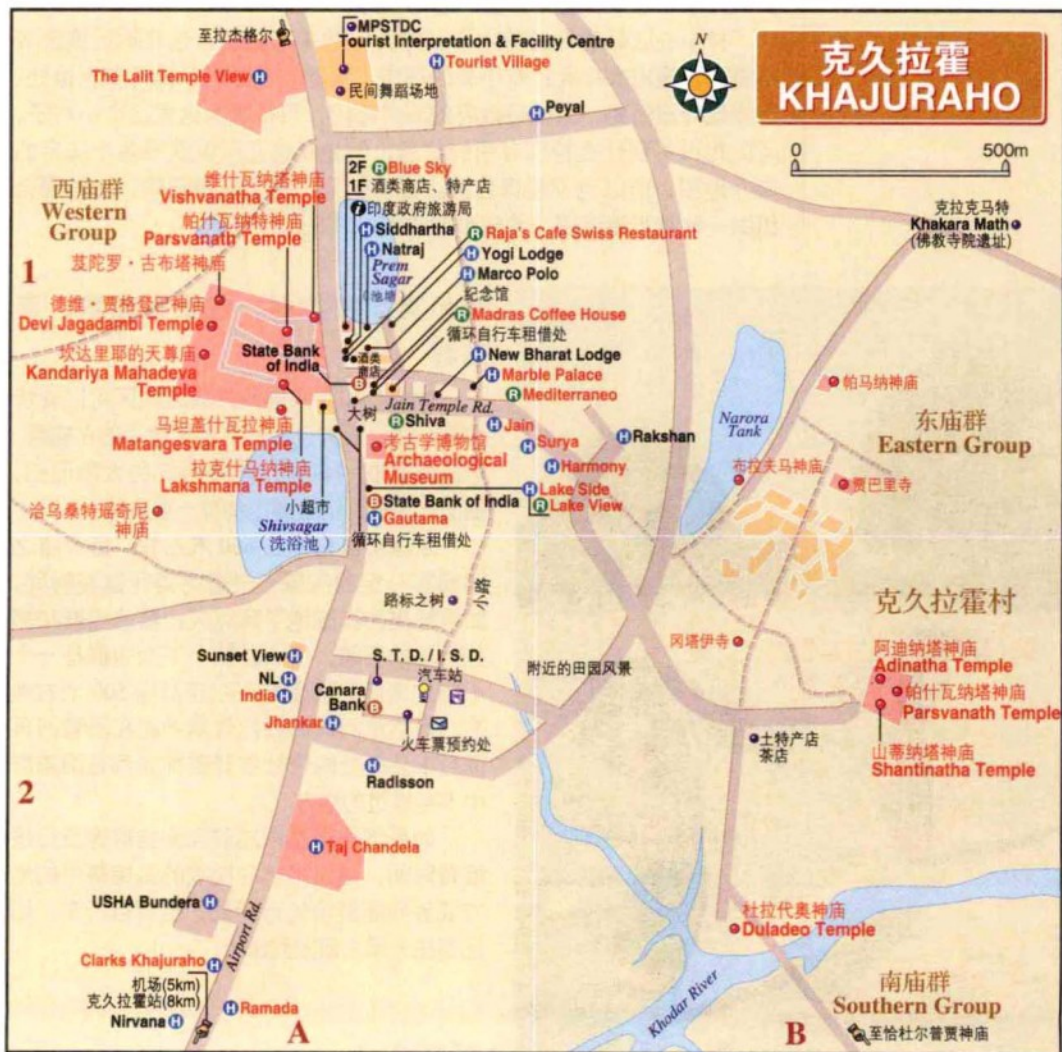 克久拉霍
KHAJURAHO
N
0
500m
至拉杰格尔
MPSTDC
Tourist Interpretation & Facility Centre
The Lalit Temple View
H
H
Tourist Village
民间舞蹈场地
H
Peyal
2F
R
Blue Sky
1F
酒类商店、特产店
i
印度政府旅游局
维什瓦纳塔神庙
Vishvanatha Temple
西庙群
Western
Group
帕什瓦纳特神庙
Parsvanath Temple
H
Siddhartha
R
Raja's Cafe Swiss Restaurant
H
Natraj
H
Yogi Lodge
克拉克马特
Khakara Math
(佛教寺院遗址)
芨陀罗·古布塔神庙
1
Prem
Sagar
(池塘)
H
Marco Polo
纪念馆
德维·贾格登巴神庙
Devi Jagadambi Temple
R
Madras Coffee House
循环自行车租借处
坎达里耶的天尊庙
Kandariya Mahadeva
Temple
State Bank
of India
酒类
商店
B
H
New Bharat Lodge
H
Marble Palace
R
Mediterraneo
帕马纳神庙
大树
Jain Temple Rd.
马坦盖什瓦拉神庙
Matangesvara Temple
R
Shiva
H
Jain
Narora
Tank
东庙群
Eastern Group
考古学博物馆
Archaeological
Museum
H
Surya
H
Rakshan
拉克什马纳神庙
Lakshmana Temple
H
Harmony
布拉夫马神庙
贾巴里寺
小超市
B
State Bank of India
H
Lake Side
R
Lake View
洽乌桑特瑶奇尼
神庙
Shivsagar
(洗浴池)
H
Gautama
循环自行车租借处
路标之树
小路
克久拉霍村
冈塔伊寺
阿迪纳塔神庙
Adinatha Temple
Sunset View
H
S. T. D. / I. S. D.
附近的田园风景
帕什瓦纳塔神庙
Parsvanath Temple
NL
H
India
H
Canara
Bank
B
汽车站
Jhankar
H
火车票预约处
土特产店
茶店
山蒂纳塔神庙
Shantinatha Temple
2
H
Radisson
H
Taj Chandela
USHA Bundera
H
杜拉代奥神庙
Duladeo Temple
Airport Rd.
Clarks Khajuraho
H
机场(5km)
克久拉霍站(8km)
Nirvana
H
H
Ramada
A
Khodar River
B
南庙群
Southern Group
至恰杜尔普贾神庙